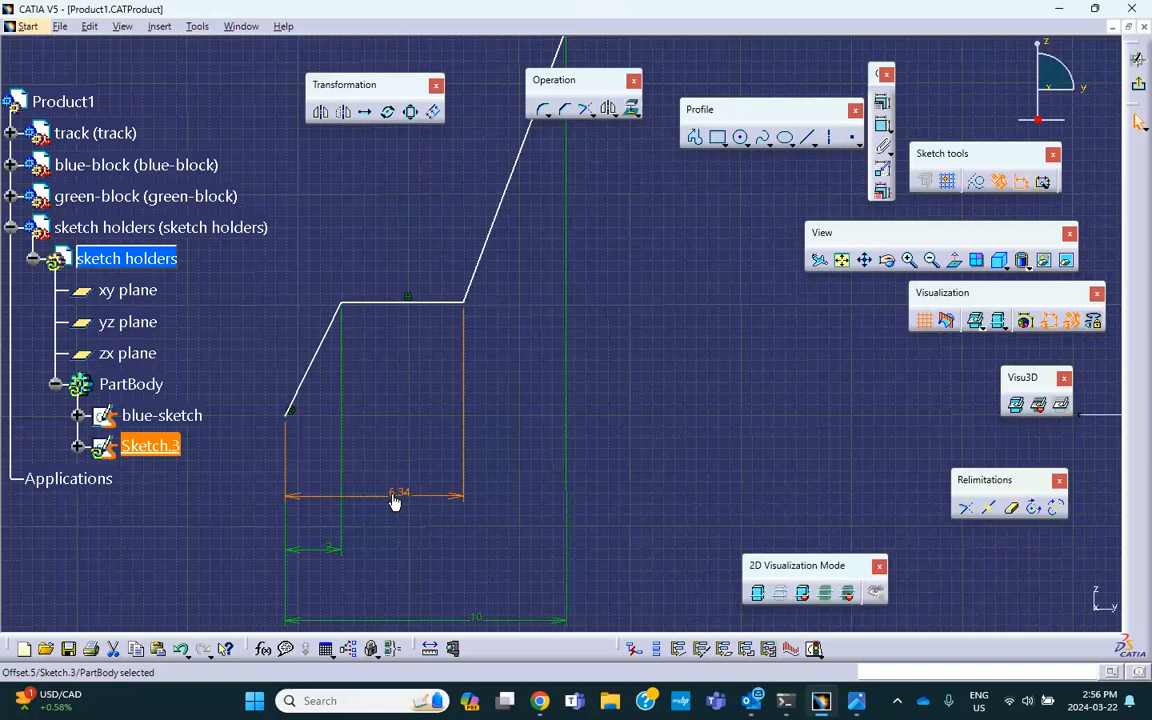 CATIA V5 - [Product1.CATProduct]
Start File Edit View Insert Tools Window Help
Product1
track (track)
blue-block (blue-block)
green-block (green-block)
sketch holders (sketch holders)
sketch holders
xy plane
yz plane
zx plane
PartBody
blue-sketch
Sketch.3
Applications
Transformation
Operation
Profile
Sketch tools
View
Visualization
Visu3D
Relimitations
2D Visualization Mode
z
x
y
H
6.34
2
10
z
x
y
Offset.5/Sketch.3/PartBody selected
USD/CAD
+0.58%
Search
ENG
US
2:56 PM
2024-03-22